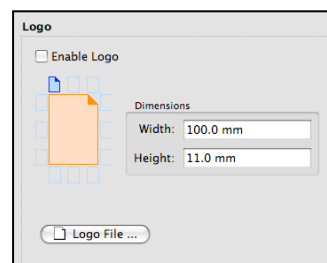 Logo
Enable Logo
Dimensions
Width: 100.0 mm
Height: 11.0 mm
Logo File ...